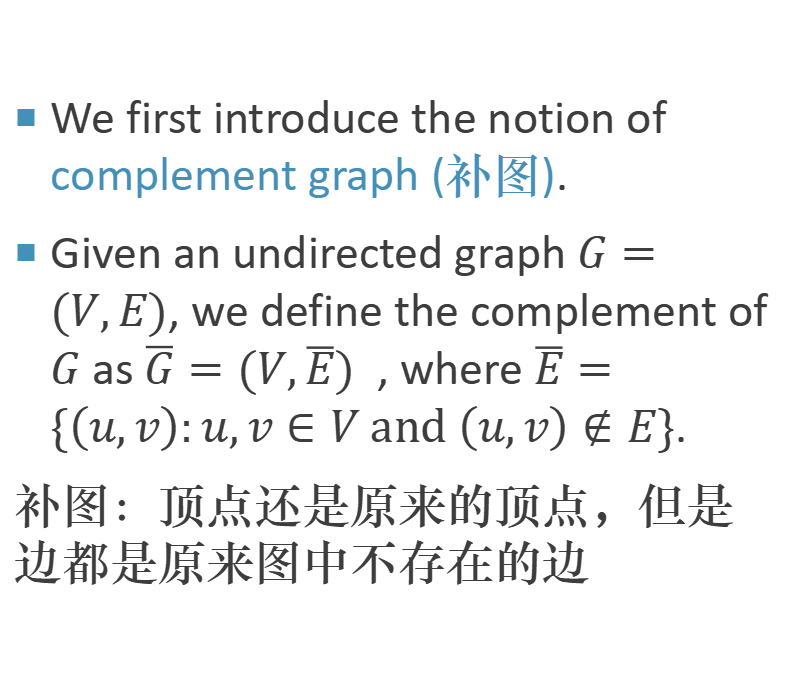 We first introduce the notion of
complement graph (补图).
Given an undirected graph G =
(V, E), we define the complement of
G as G̅ = (V, E̅) , where E̅ =
{(u, v): u, v ∈ V and (u, v) ∉ E}.
补图：顶点还是原来的顶点，但是
边都是原来图中不存在的边